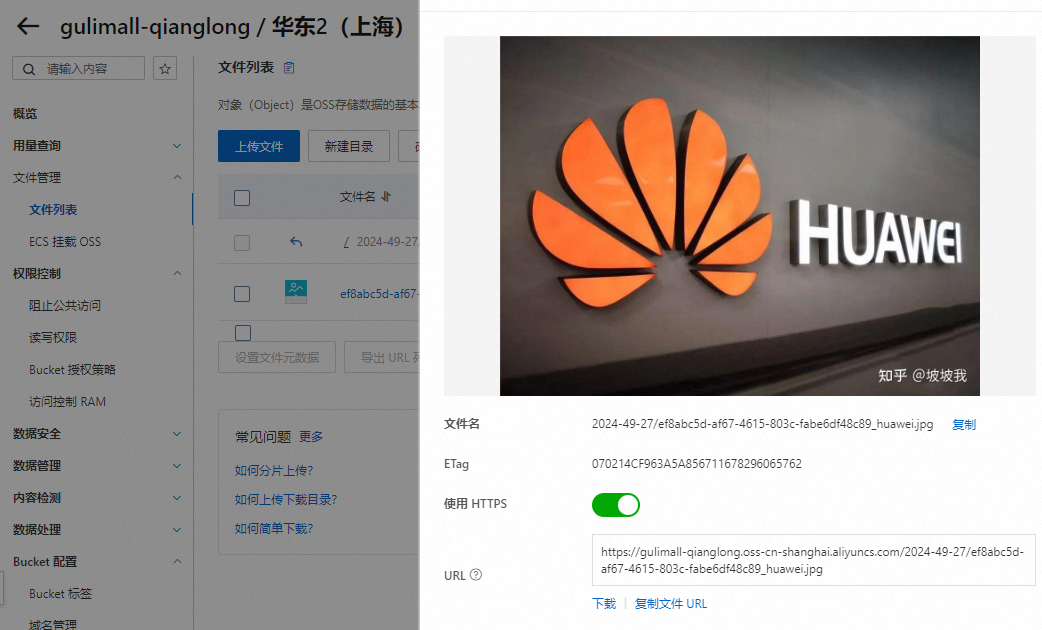 gulimall-qianglong / 华东2（上海）
请输入内容
概览
用量查询
文件管理
文件列表
ECS 挂载 OSS
权限控制
阻止公共访问
读写权限
Bucket 授权策略
访问控制 RAM
数据安全
数据管理
内容检测
数据处理
Bucket 配置
Bucket 标签
域名管理
文件列表
对象（Object）是OSS存储数据的基本
上传文件
新建目录
文件名
/ 2024-49-27
ef8abc5d-af67-
设置文件元数据
导出 URL 列
常见问题 更多
如何分片上传?
如何上传下载目录?
如何简单下载?
HUAWEI
知乎 @坡坡我
文件名
2024-49-27/ef8abc5d-af67-4615-803c-fabe6df48c89_huawei.jpg 复制
ETag
070214CF963A5A856711678296065762
使用 HTTPS
URL
https://gulimall-qianglong.oss-cn-shanghai.aliyuncs.com/2024-49-27/ef8abc5d-
af67-4615-803c-fabe6df48c89_huawei.jpg
下载 | 复制文件 URL